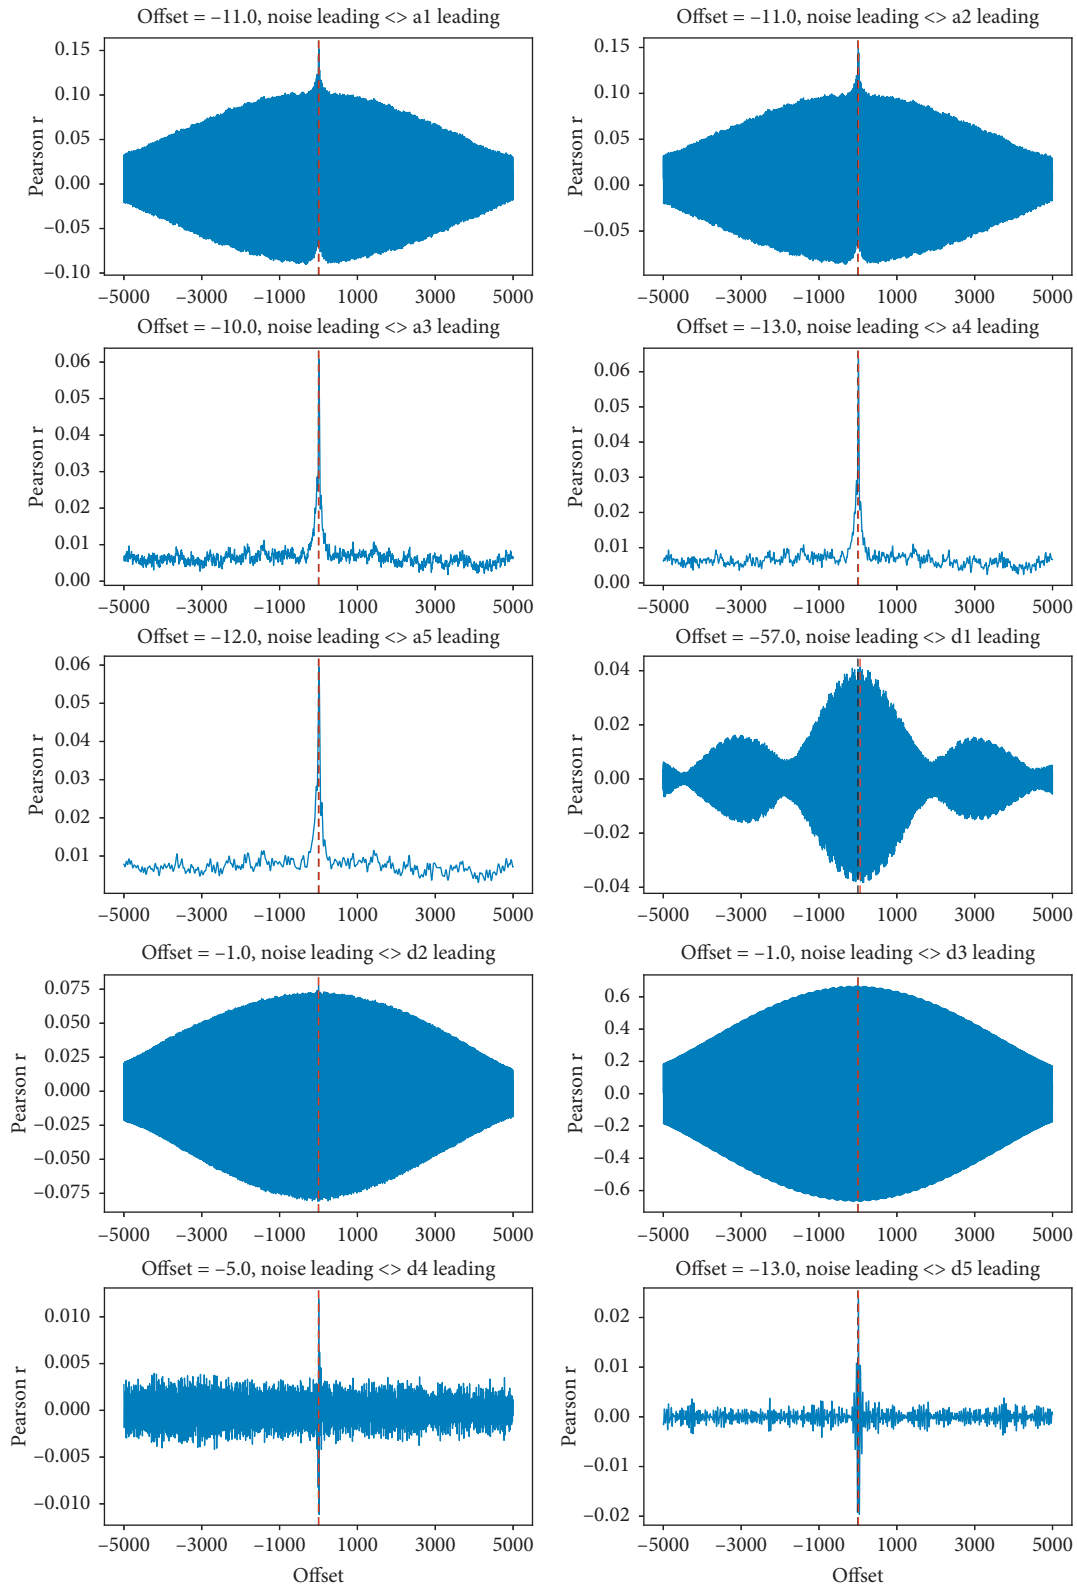 Offset = –11.0, noise leading <> a1 leading
Pearson r
0.15
0.10
0.05
0.00
–0.05
–0.10
–5000 –3000 –1000 1000 3000 5000
Offset = –11.0, noise leading <> a2 leading
Pearson r
0.15
0.10
0.05
0.00
–0.05
–5000 –3000 –1000 1000 3000 5000
Offset = –10.0, noise leading <> a3 leading
Pearson r
0.06
0.05
0.04
0.03
0.02
0.01
0.00
–5000 –3000 –1000 1000 3000 5000
Offset = –13.0, noise leading <> a4 leading
Pearson r
0.06
0.05
0.04
0.03
0.02
0.01
0.00
–5000 –3000 –1000 1000 3000 5000
Offset = –12.0, noise leading <> a5 leading
Pearson r
0.06
0.05
0.04
0.03
0.02
0.01
–5000 –3000 –1000 1000 3000 5000
Offset = –57.0, noise leading <> d1 leading
Pearson r
0.04
0.02
0.00
–0.02
–0.04
–5000 –3000 –1000 1000 3000 5000
Offset = –1.0, noise leading <> d2 leading
Pearson r
0.075
0.050
0.025
0.000
–0.025
–0.050
–0.075
–5000 –3000 –1000 1000 3000 5000
Offset = –1.0, noise leading <> d3 leading
Pearson r
0.6
0.4
0.2
0.0
–0.2
–0.4
–0.6
–5000 –3000 –1000 1000 3000 5000
Offset = –5.0, noise leading <> d4 leading
Pearson r
0.010
0.005
0.000
–0.005
–0.010
–5000 –3000 –1000 1000 3000 5000
Offset
Offset = –13.0, noise leading <> d5 leading
Pearson r
0.02
0.01
0.00
–0.01
–0.02
–5000 –3000 –1000 1000 3000 5000
Offset